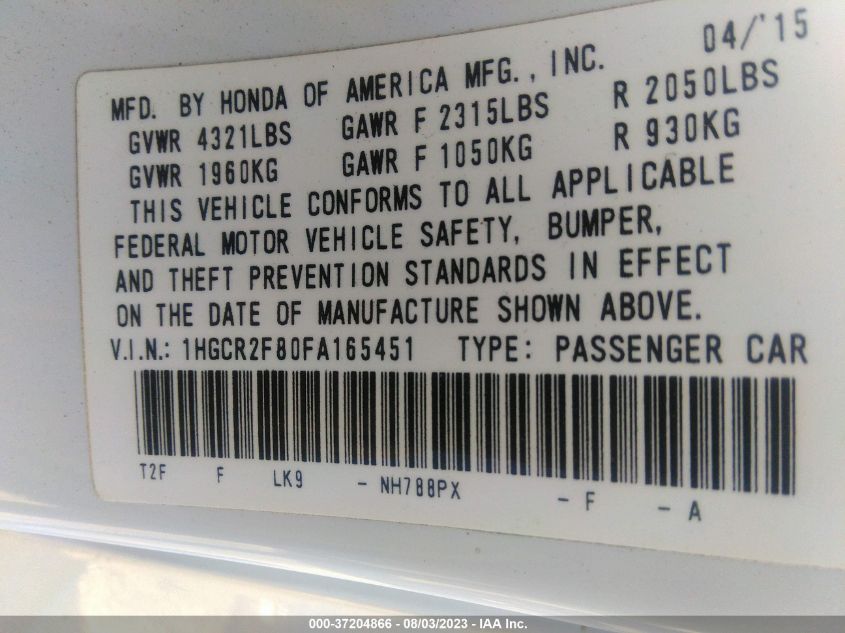 04/'15
MFD. BY HONDA OF AMERICA MFG., INC.
GVWR 4321LBS GAWR F 2315LBS R 2050LBS
GVWR 1960KG GAWR F 1050KG R 930KG
THIS VEHICLE CONFORMS TO ALL APPLICABLE
FEDERAL MOTOR VEHICLE SAFETY, BUMPER,
AND THEFT PREVENTION STANDARDS IN EFFECT
ON THE DATE OF MANUFACTURE SHOWN ABOVE.
V.I.N.: 1HGCR2F80FA165451 TYPE: PASSENGER CAR
T2F F LK9 - NH788PX - F - A
000-37204866 - 08/03/2023 - IAA Inc.